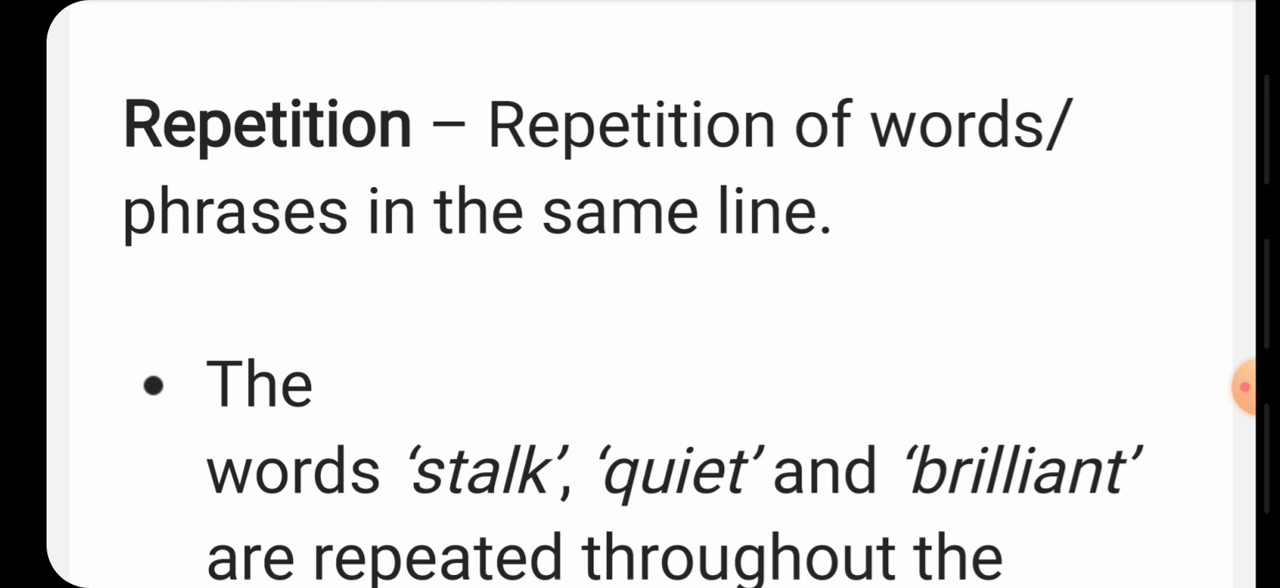 Repetition – Repetition of words/
phrases in the same line.
The
words ‘stalk’, ‘quiet’ and ‘brilliant’
are repeated throughout the